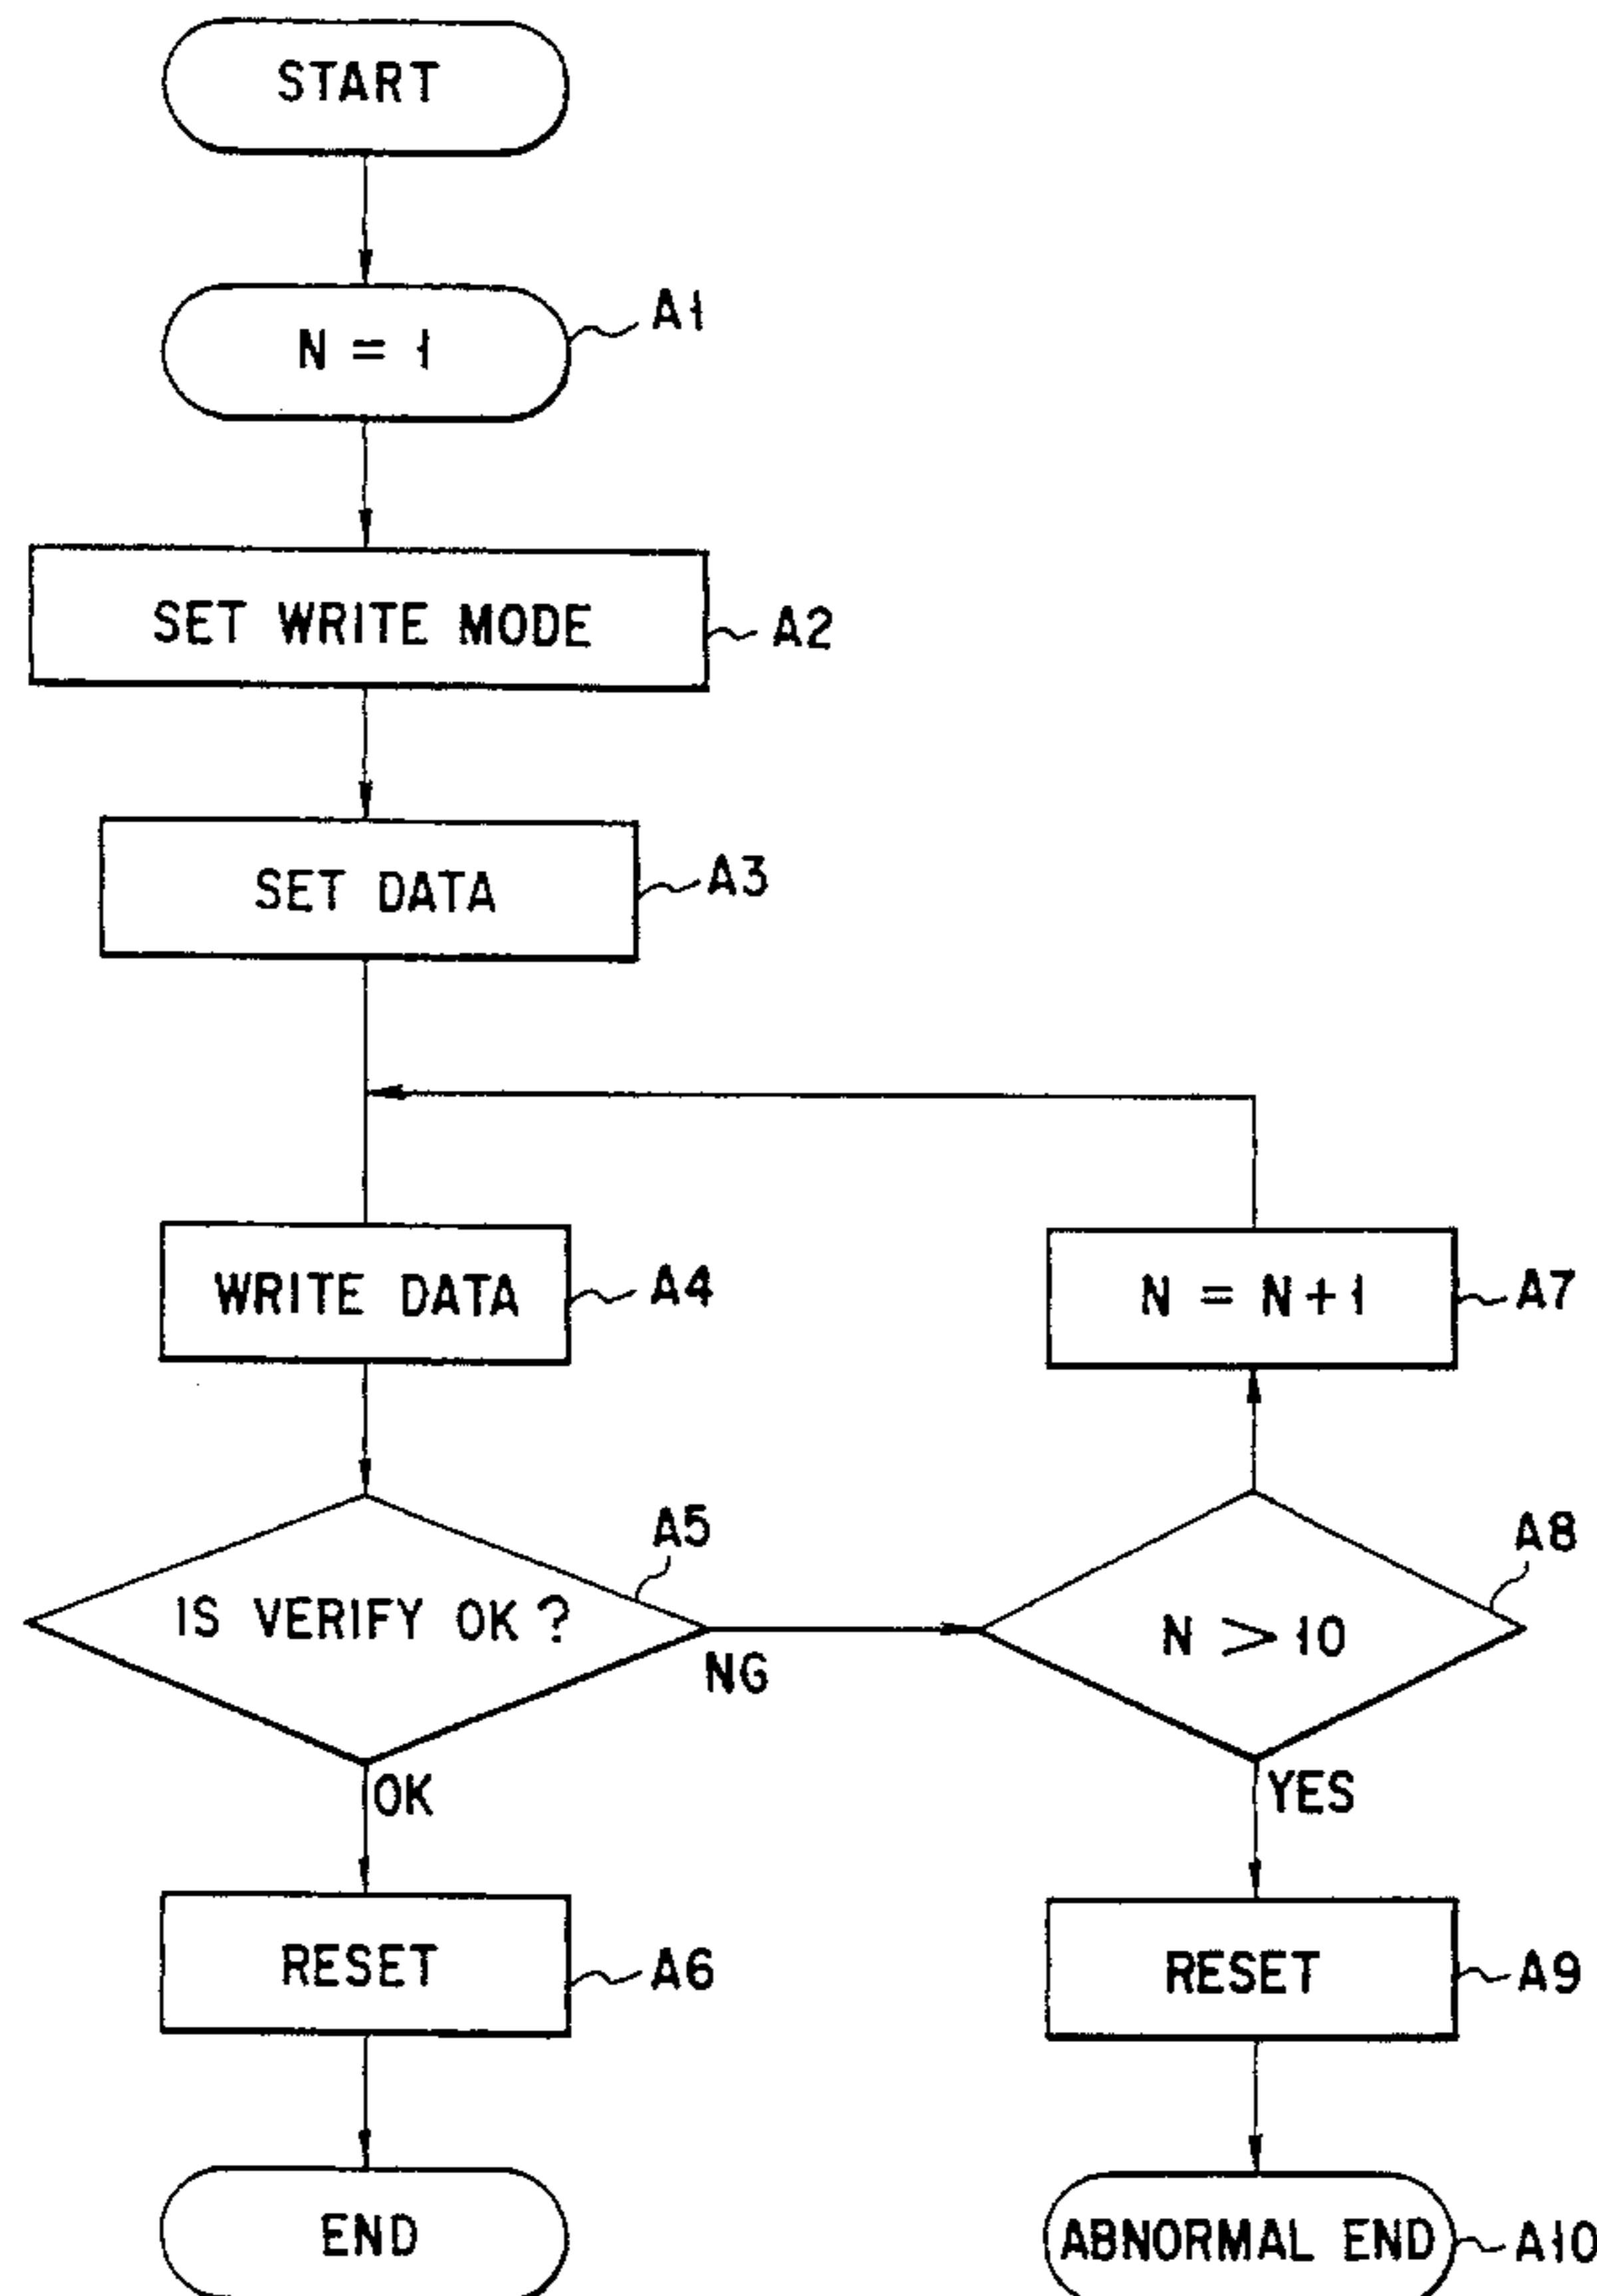 START
N = 1
A1
SET WRITE MODE
A2
SET DATA
A3
WRITE DATA
A4
N = N+1
A7
IS VERIFY OK?
A5
NG
OK
N > 10
A8
YES
RESET
A6
RESET
A9
END
ABNORMAL END
A10